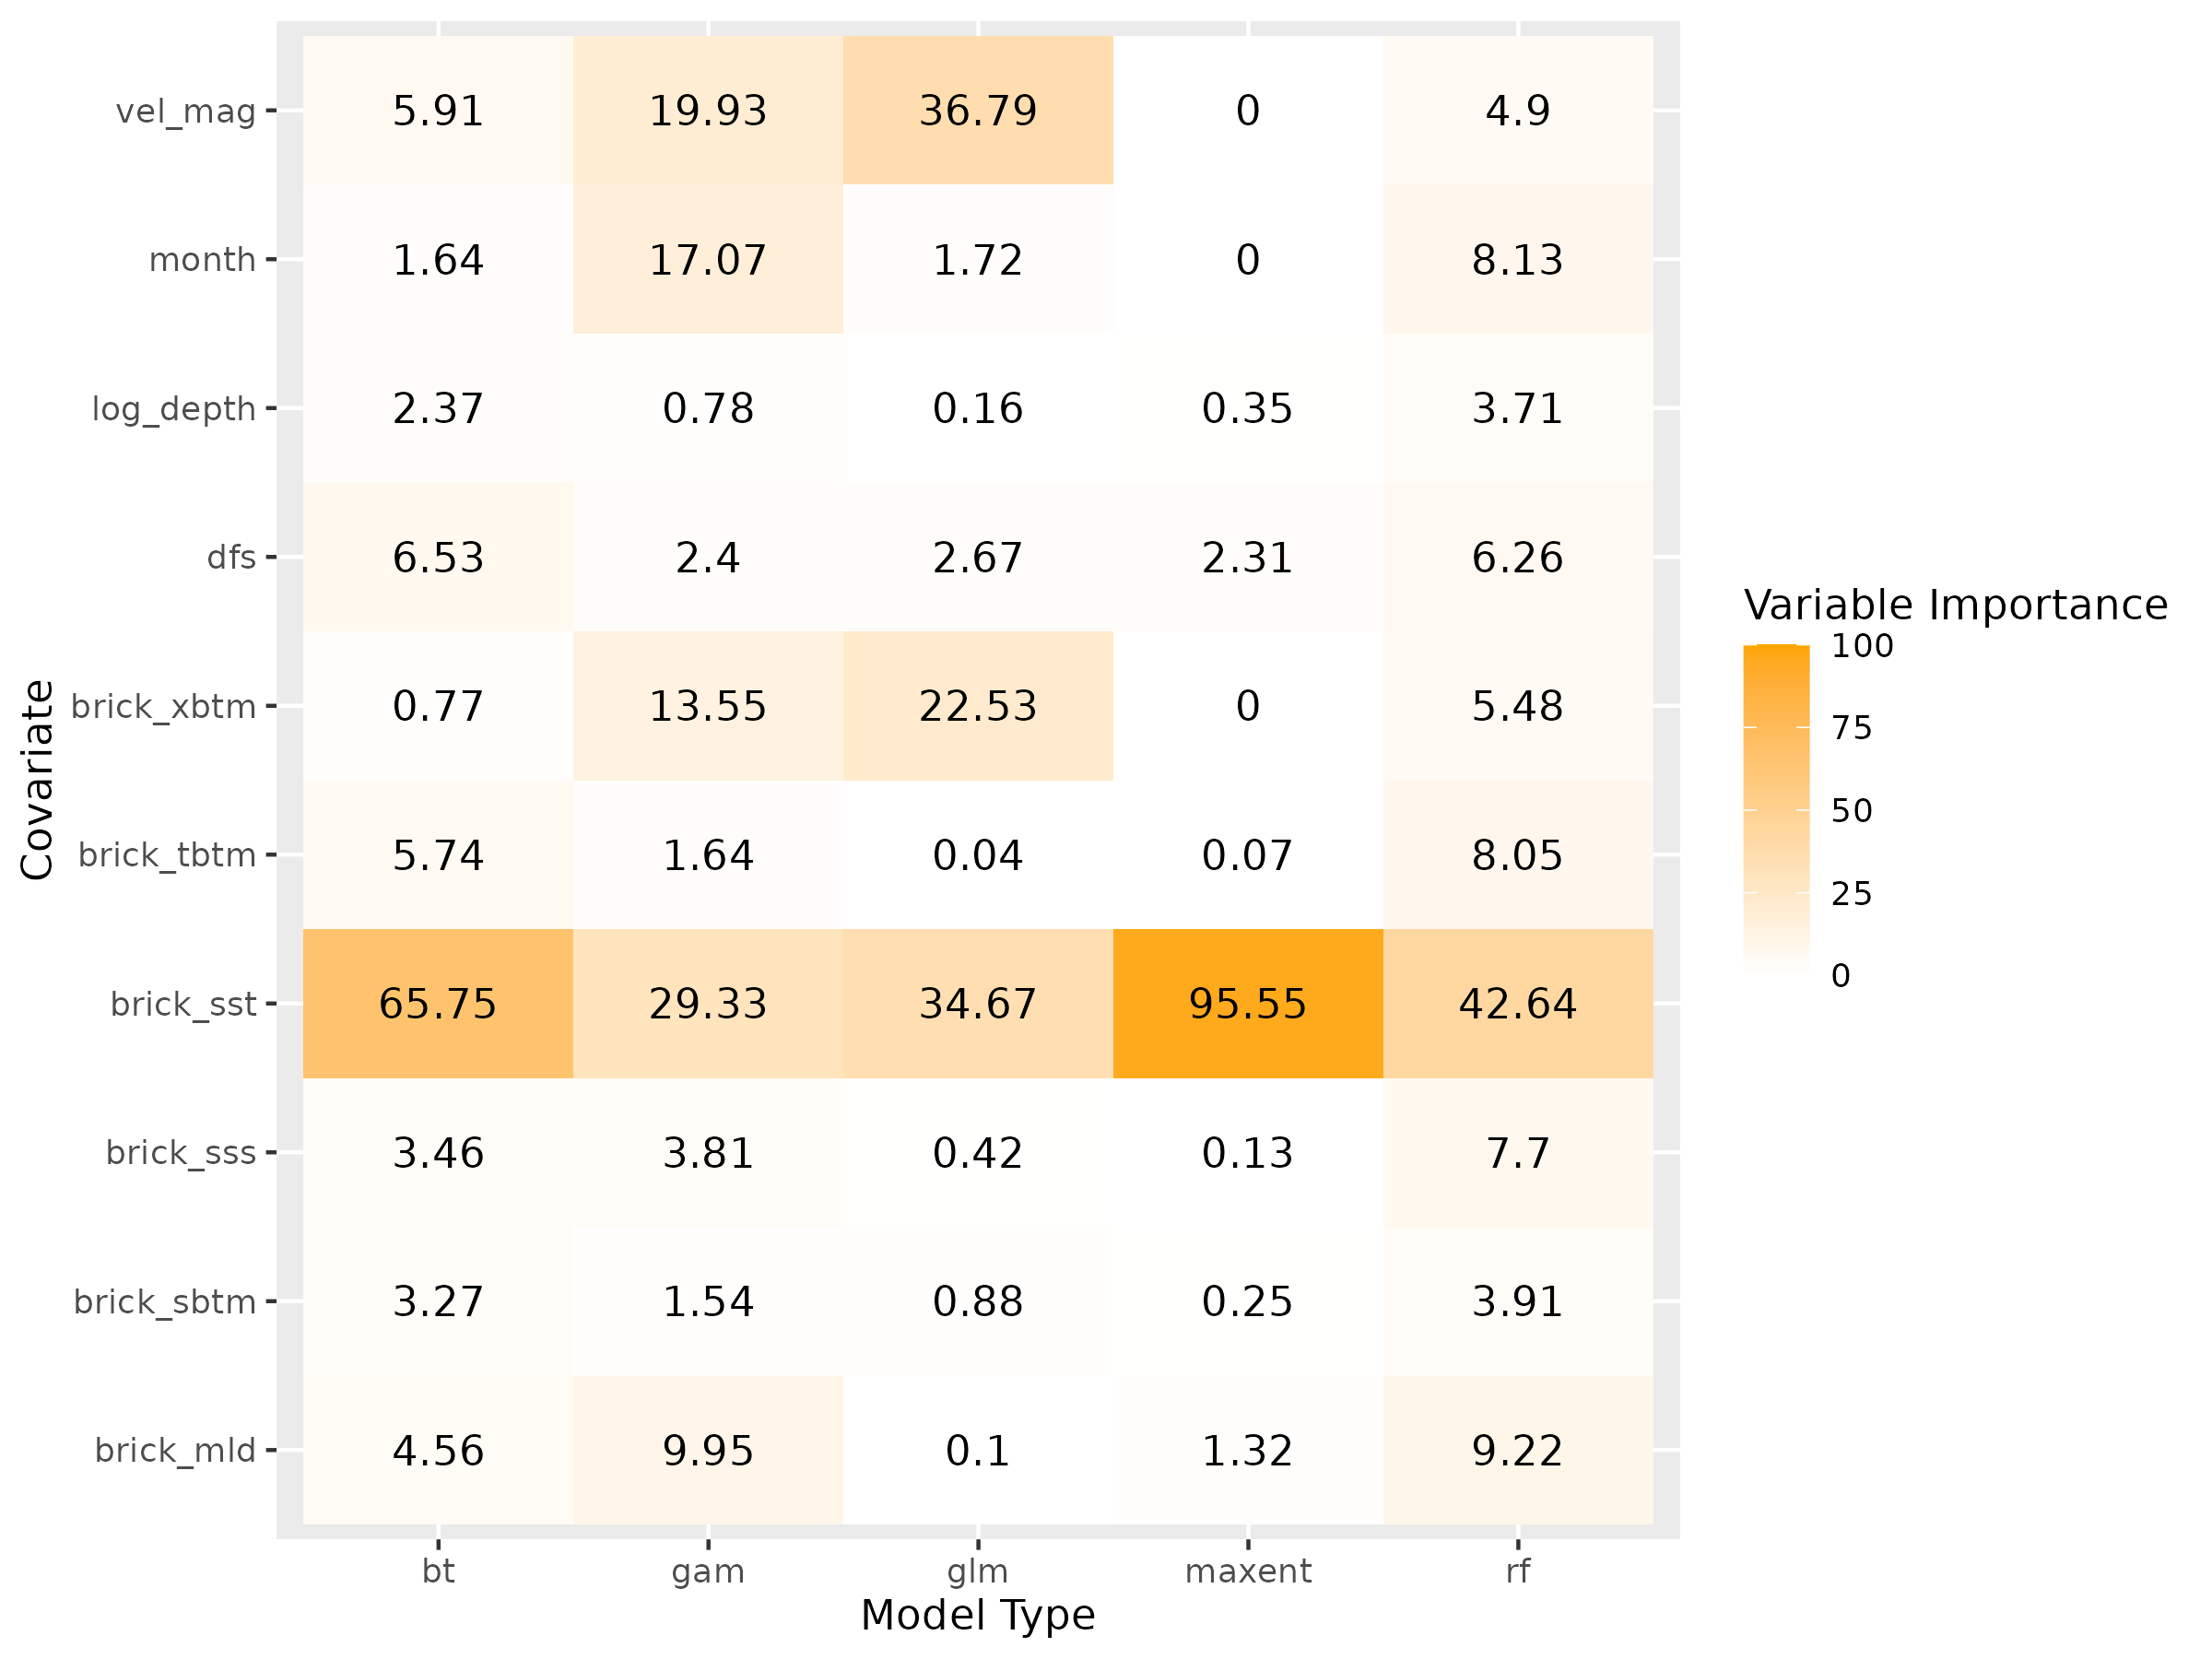 vel_mag 5.91 19.93 36.79 0 4.9
month 1.64 17.07 1.72 0 8.13
log_depth 2.37 0.78 0.16 0.35 3.71
dfs 6.53 2.4 2.67 2.31 6.26
brick_xbtm 0.77 13.55 22.53 0 5.48
brick_tbtm 5.74 1.64 0.04 0.07 8.05
brick_sst 65.75 29.33 34.67 95.55 42.64
brick_sss 3.46 3.81 0.42 0.13 7.7
brick_sbtm 3.27 1.54 0.88 0.25 3.91
brick_mld 4.56 9.95 0.1 1.32 9.22
bt gam glm maxent rf
Model Type
Covariate
Variable Importance
100
75
50
25
0